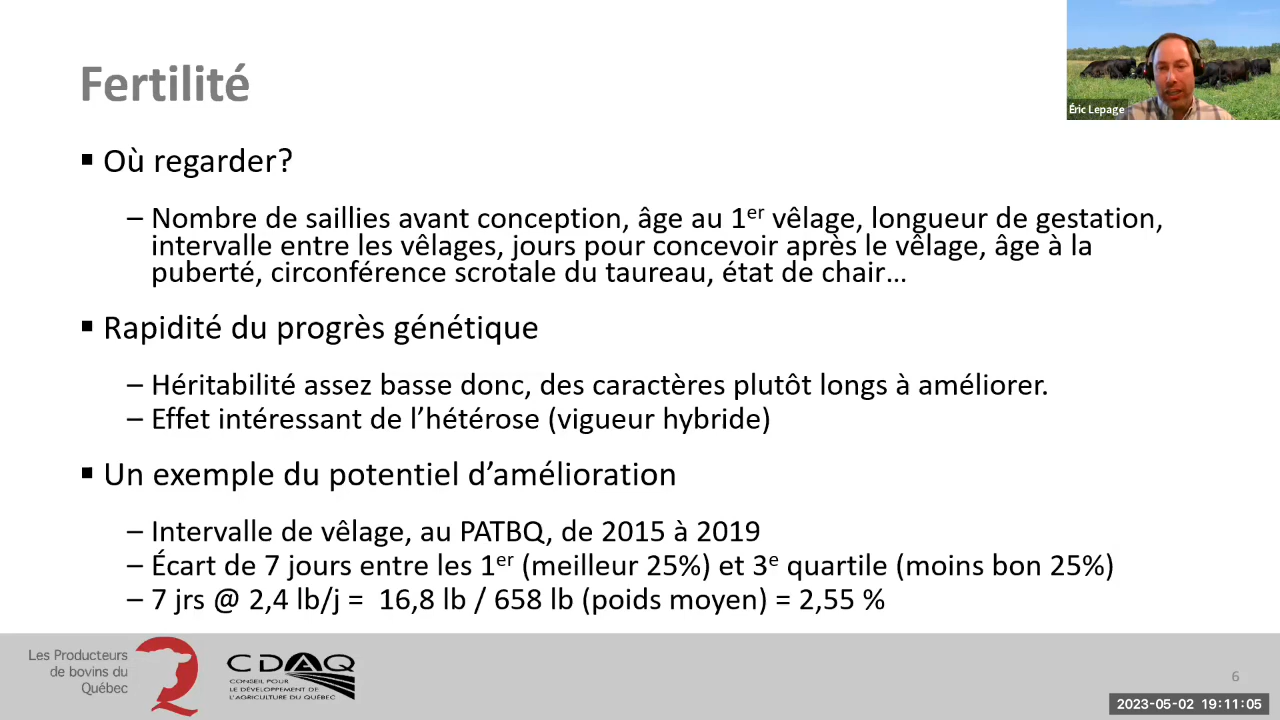 Fertilité
Éric Lepage
▪ Où regarder?
– Nombre de saillies avant conception, âge au 1er vêlage, longueur de gestation,
intervalle entre les vêlages, jours pour concevoir après le vêlage, âge à la
puberté, circonférence scrotale du taureau, état de chair…
▪ Rapidité du progrès génétique
– Héritabilité assez basse donc, des caractères plutôt longs à améliorer.
– Effet intéressant de l’hétérose (vigueur hybride)
▪ Un exemple du potentiel d’amélioration
– Intervalle de vêlage, au PATBQ, de 2015 à 2019
– Écart de 7 jours entre les 1er (meilleur 25%) et 3e quartile (moins bon 25%)
– 7 jrs @ 2,4 lb/j = 16,8 lb / 658 lb (poids moyen) = 2,55 %
Les Producteurs
de bovins du
Québec
CDAQ
CONSEIL POUR
LE DÉVELOPPEMENT DE
L'AGRICULTURE DU QUÉBEC
6
2023-05-02 19:11:05